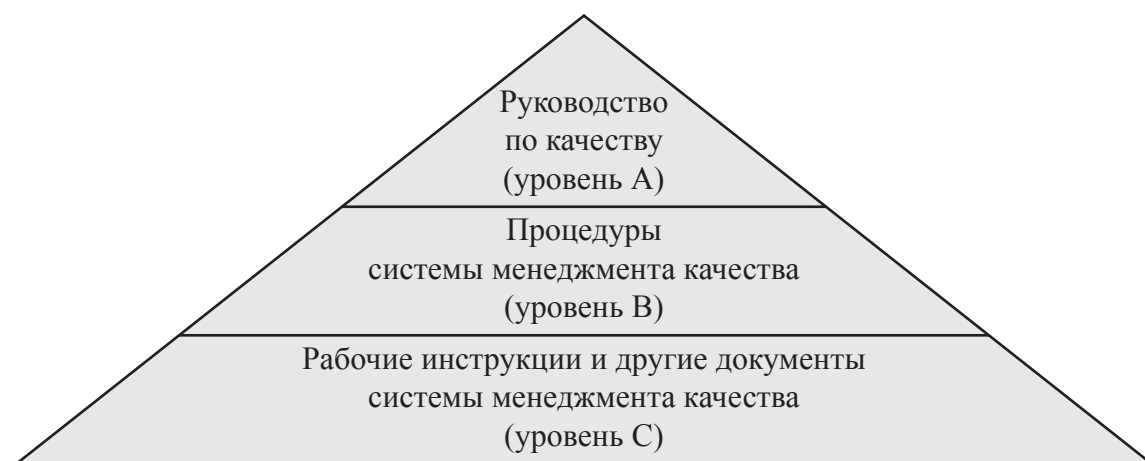 Руководство
по качеству
(уровень A)
Процедуры
системы менеджмента качества
(уровень B)
Рабочие инструкции и другие документы
системы менеджмента качества
(уровень C)